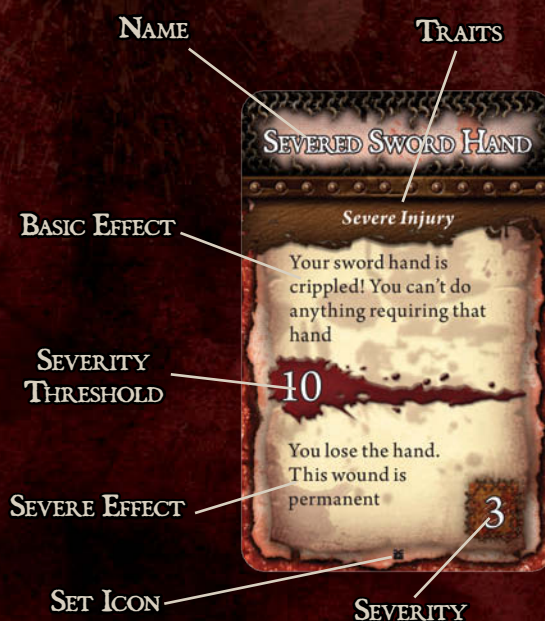 Name
Traits
Severed Sword Hand
Severe Injury
Basic Effect
Your sword hand is
crippled! You can't do
anything requiring that
hand
Severity
Threshold
10
You lose the hand.
This wound is
permanent
Severe Effect
3
Set Icon
Severity